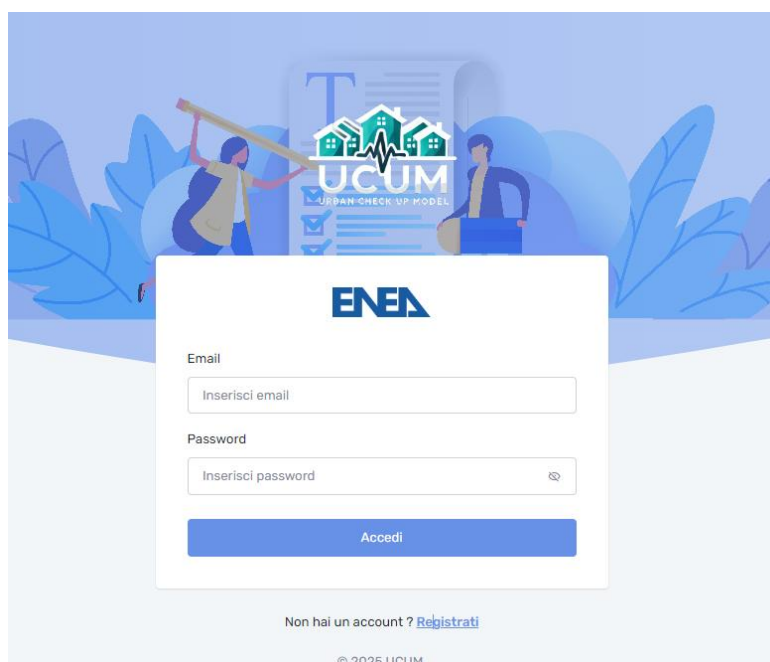 T
UCUM
URBAN CHECK UP MODEL
ENEA
Email
Inserisci email
Password
Inserisci password
Accedi
Non hai un account ? Registrati
© 2025 UCUM